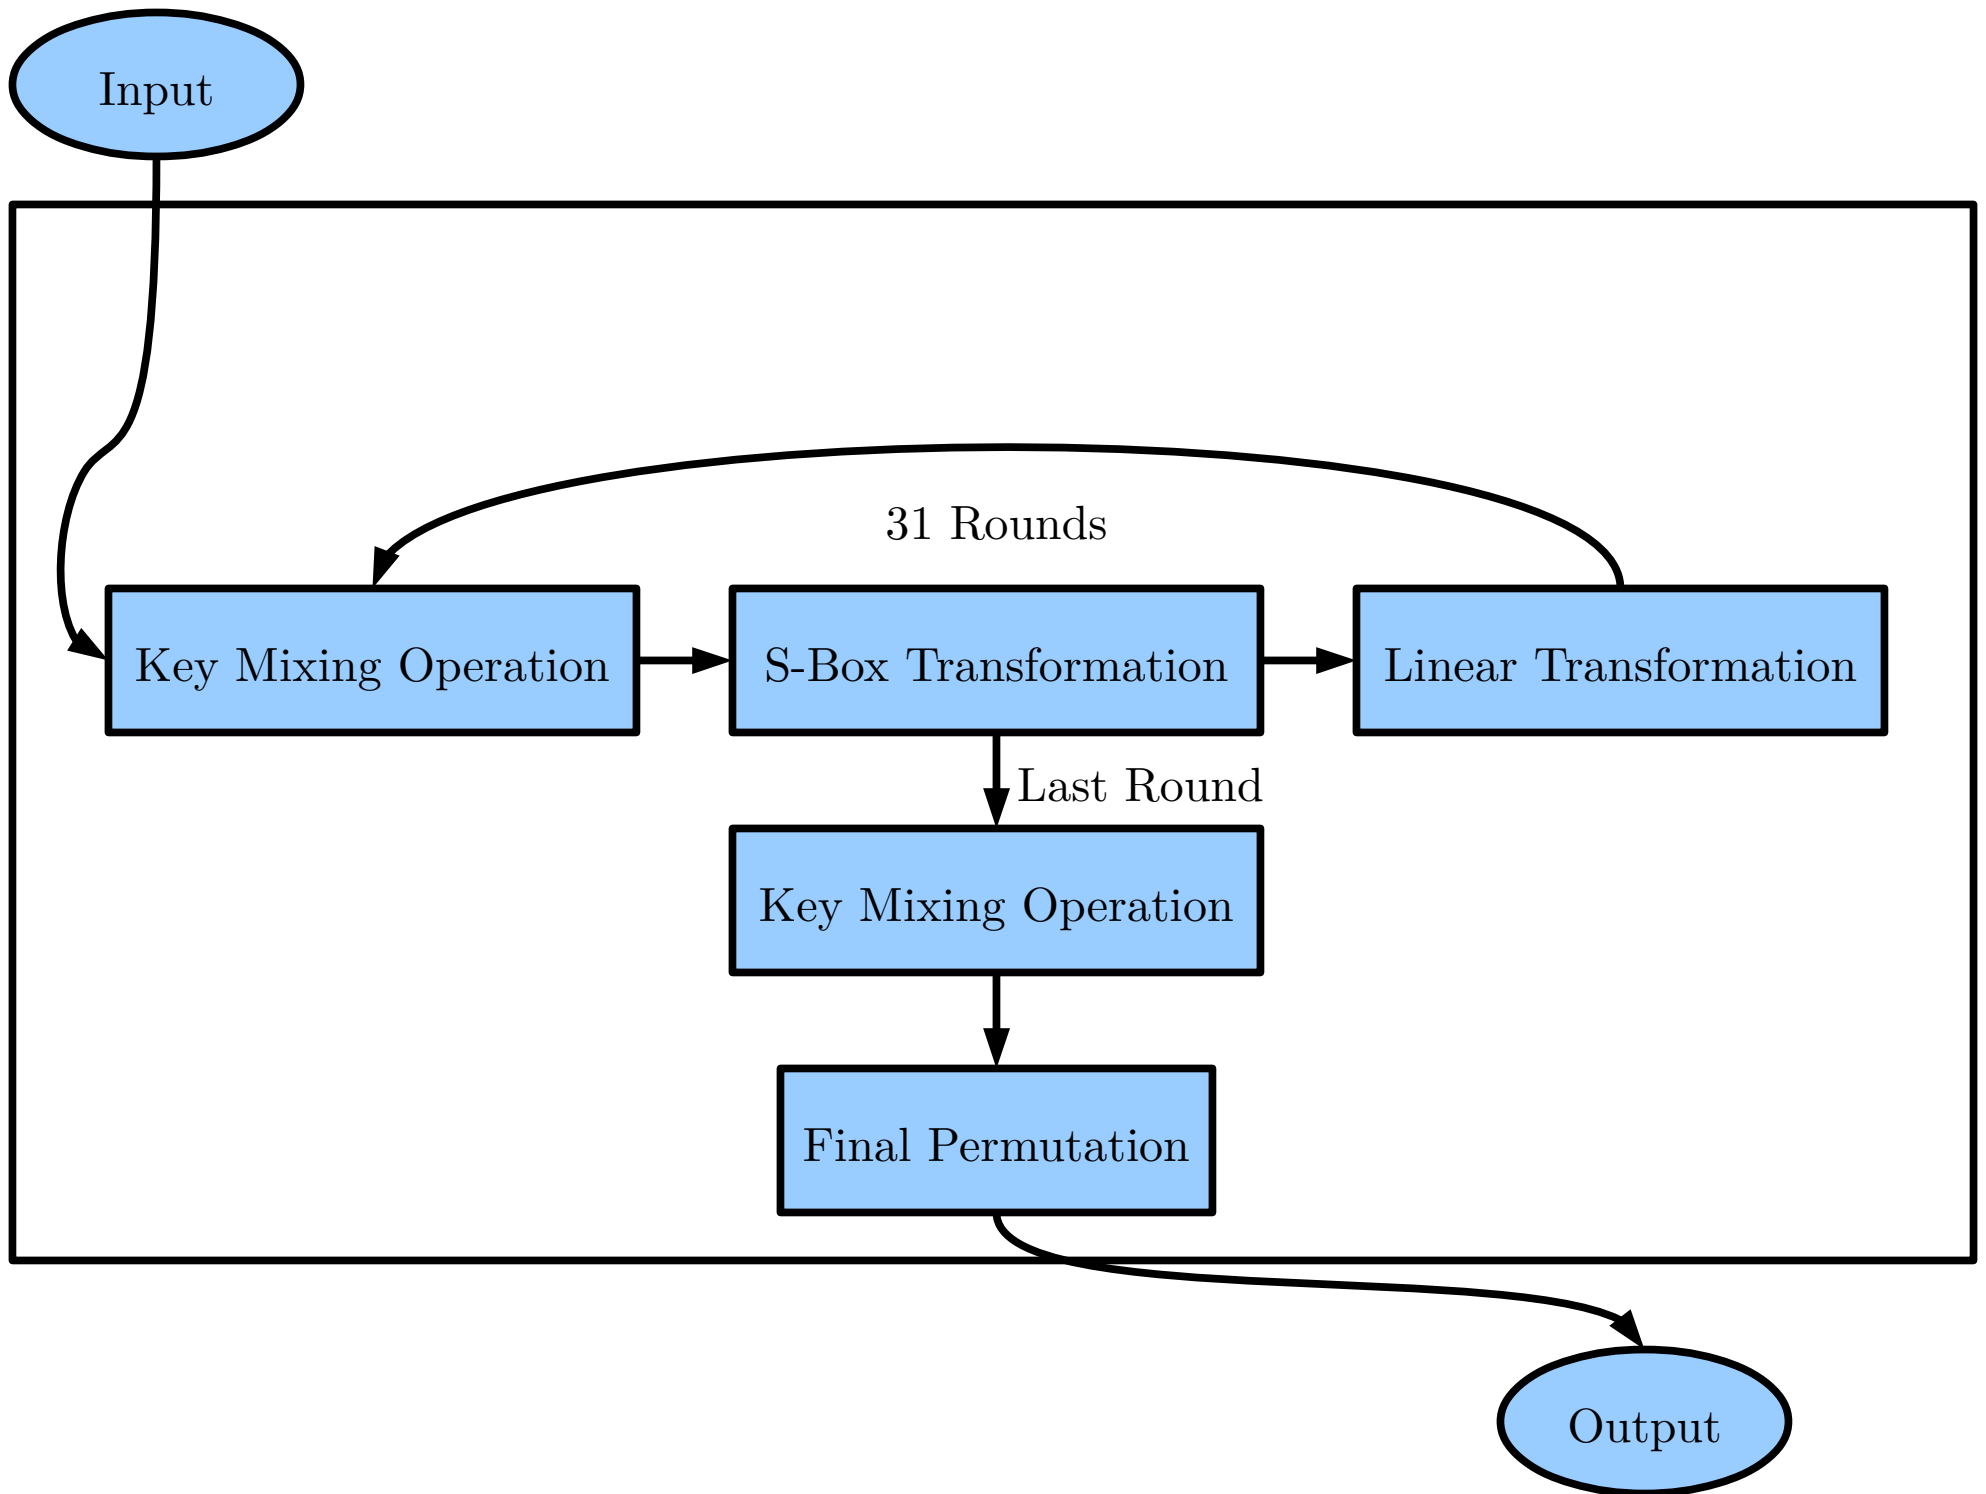 Input
31 Rounds
Key Mixing Operation
S-Box Transformation
Linear Transformation
Last Round
Key Mixing Operation
Final Permutation
Output